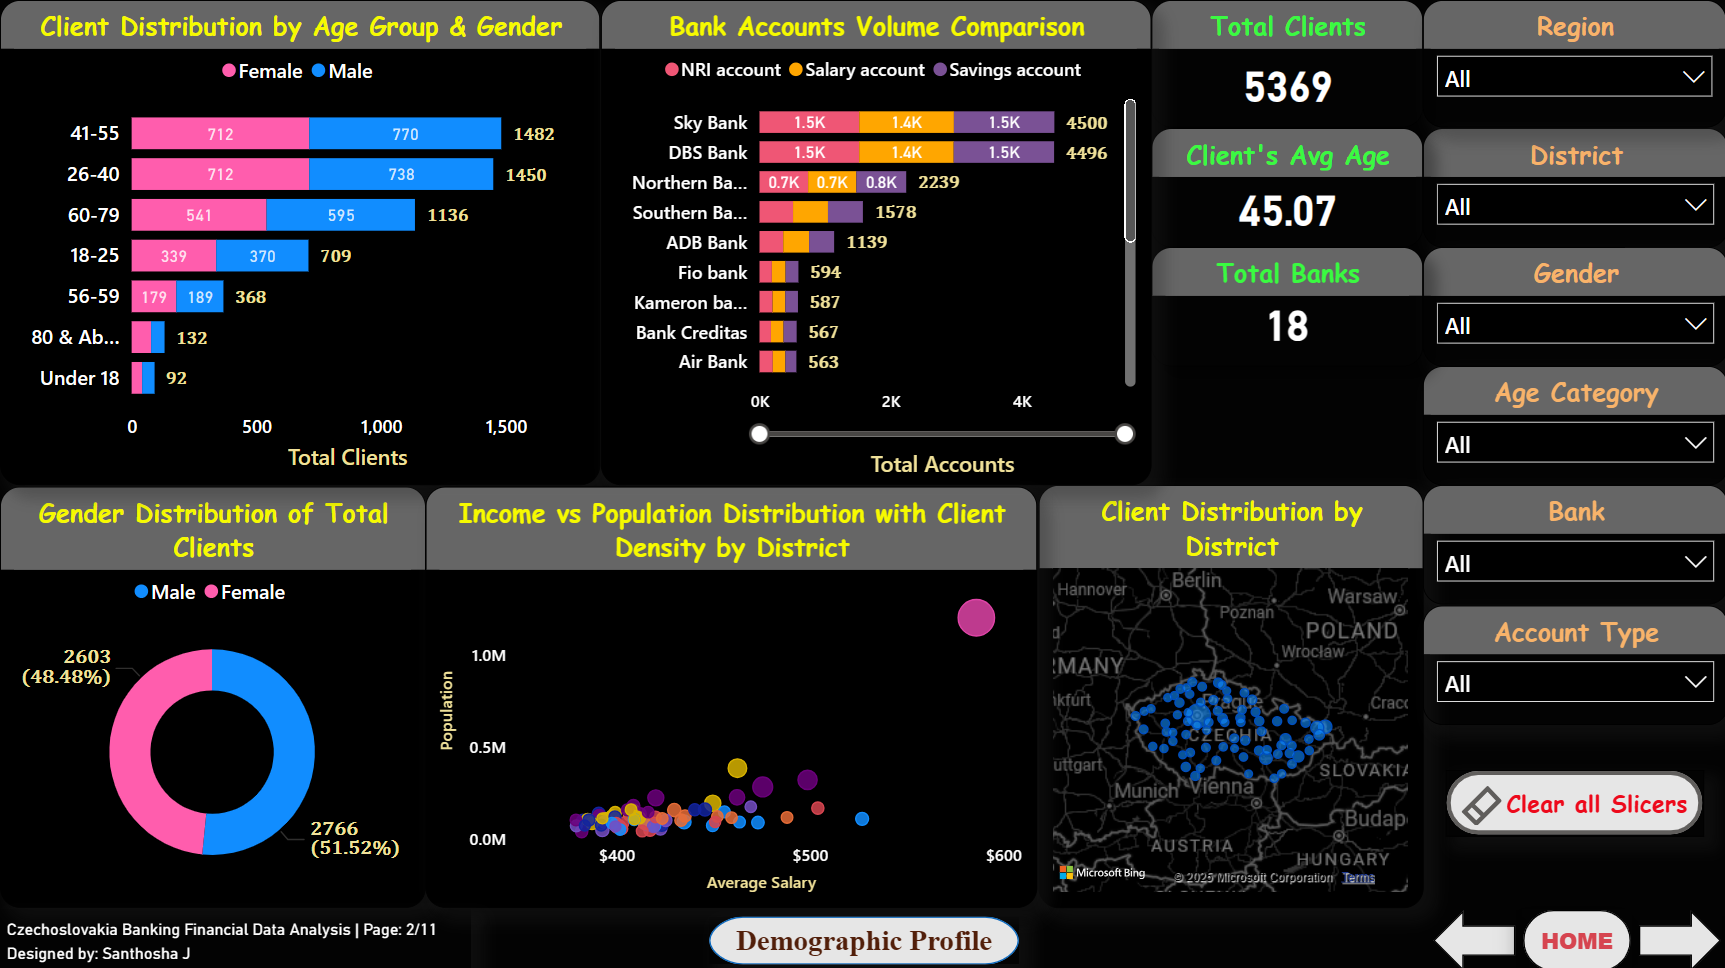 Client Distribution by Age Group & Gender
Female Male
41-55 712 770 1482
26-40 712 738 1450
60-79 541 595 1136
18-25 339 370 709
56-59 179 189 368
80 & Ab... 132
Under 18 92
0 500 1,000 1,500
Total Clients
Bank Accounts Volume Comparison
NRI account Salary account Savings account
Sky Bank 1.5K 1.4K 1.5K 4500
DBS Bank 1.5K 1.4K 1.5K 4496
Northern Ba... 0.7K 0.7K 0.8K 2239
Southern Ba... 1578
ADB Bank 1139
Fio bank 594
Kameron ba... 587
Bank Creditas 567
Air Bank 563
0K 2K 4K
Total Accounts
Total Clients
5369
Client's Avg Age
45.07
Total Banks
18
Region
All
District
All
Gender
All
Age Category
All
Bank
All
Account Type
All
Clear all Slicers
Gender Distribution of Total
Clients
Male Female
2603
(48.48%)
2766
(51.52%)
Income vs Population Distribution with Client
Density by District
Population
1.0M
0.5M
0.0M
$400 $500 $600
Average Salary
Client Distribution by
District
Hannover
Berlin
Poznan
Warsaw
POLAND
Wrocław
RMANY
nkfurt
Prague
Cracc
CZECHIA
uttgart
SLOVAKIA
Munich
Vienna
Budap
AUSTRIA
HUNGARY
Microsoft Bing
© 2025 Microsoft Corporation Terms
Czechoslovakia Banking Financial Data Analysis | Page: 2/11
Designed by: Santhosha J
Demographic Profile
HOME